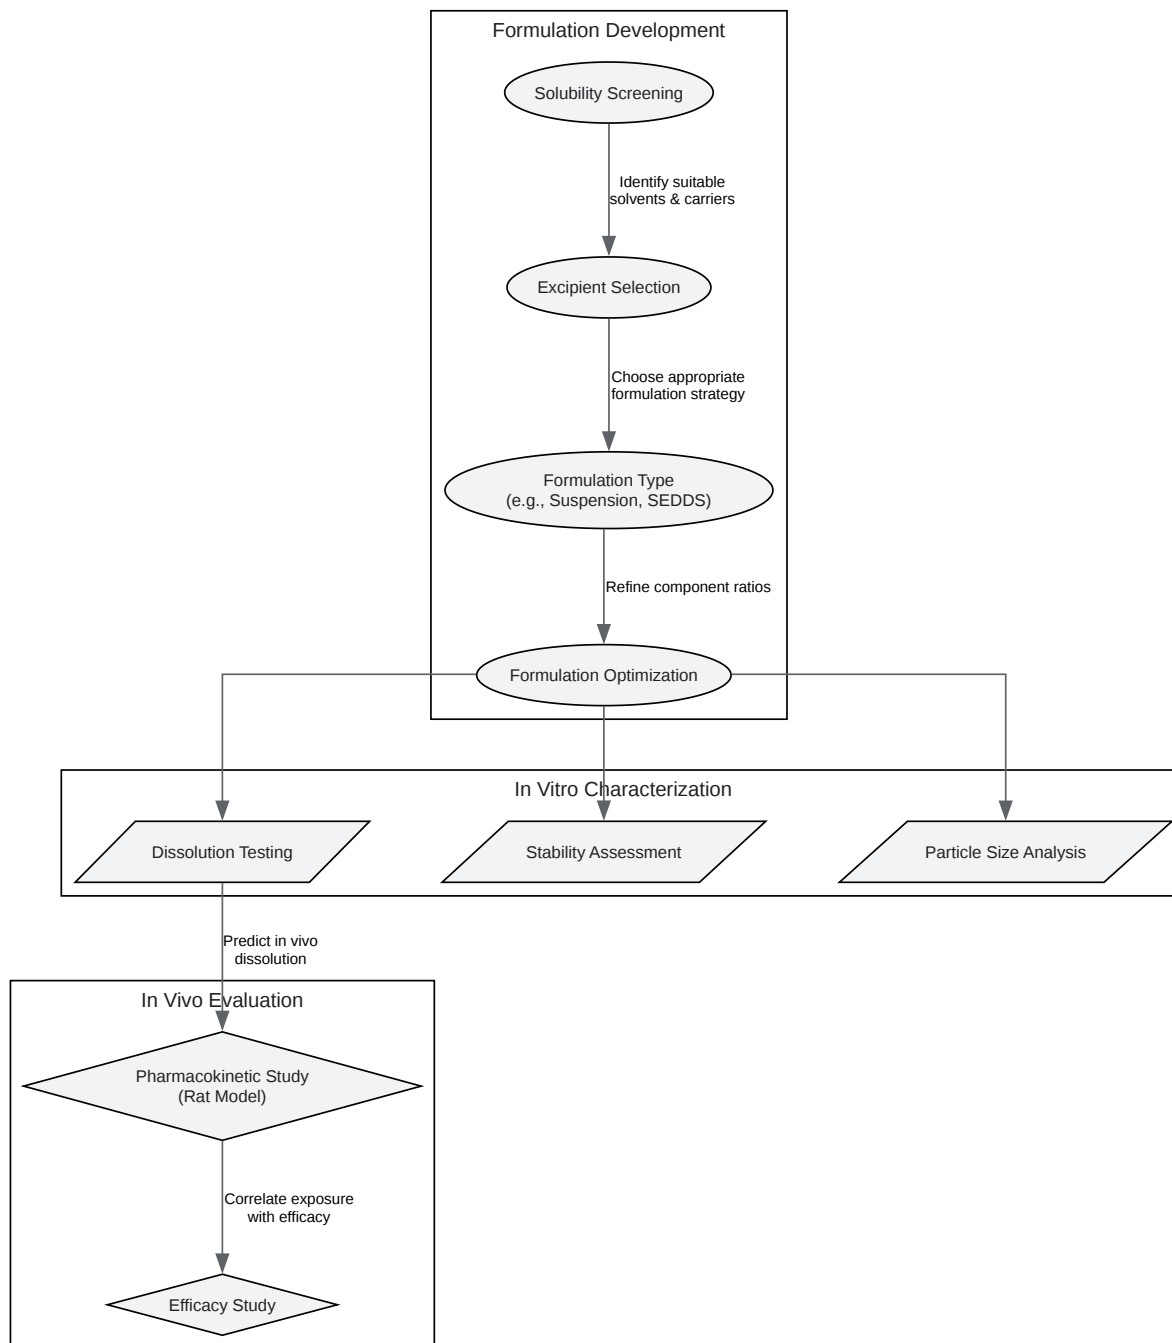 Formulation Development
Solubility Screening
Identify suitable
solvents & carriers
Excipient Selection
Choose appropriate
formulation strategy
Formulation Type
(e.g., Suspension, SEDDS)
Refine component ratios
Formulation Optimization
In Vitro Characterization
Dissolution Testing
Stability Assessment
Particle Size Analysis
Predict in vivo
dissolution
In Vivo Evaluation
Pharmacokinetic Study
(Rat Model)
Correlate exposure
with efficacy
Efficacy Study